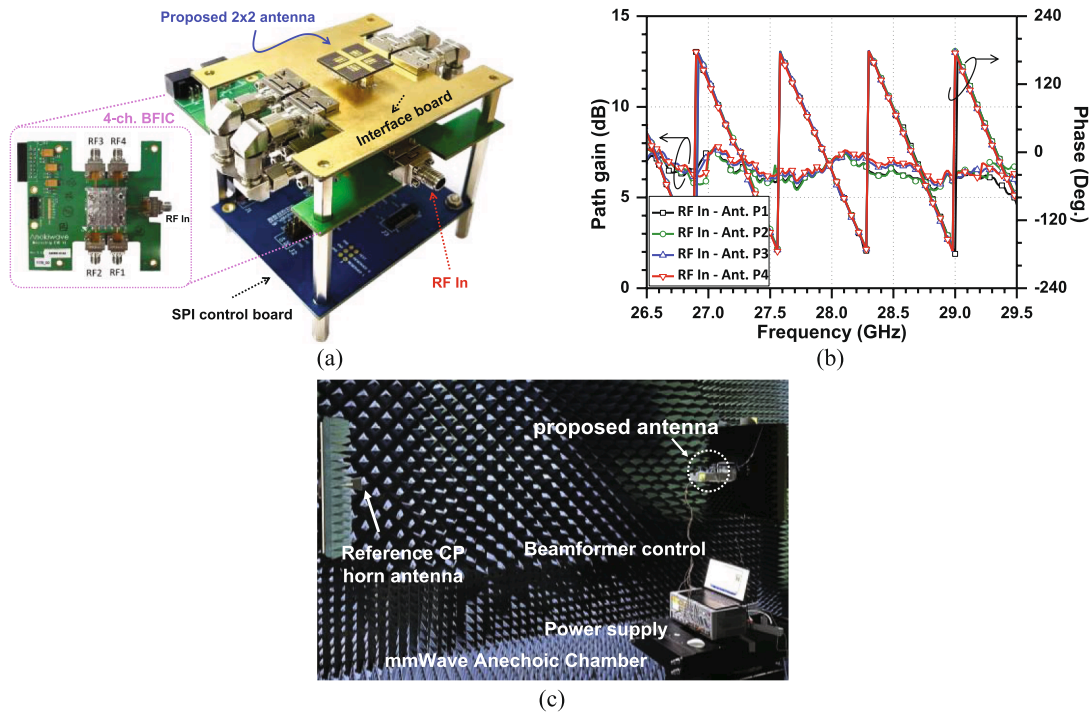 Proposed 2x2 antenna
Interface board
4-ch. BFIC
RF3
RF4
RF In
RF2
RF1
RF In
SPI control board
(a)
15
10
5
0
Path gain (dB)
240
160
80
0
-80
-160
-240
Phase (Deg.)
RF In - Ant. P1
RF In - Ant. P2
RF In - Ant. P3
RF In - Ant. P4
26.5
27.0
27.5
28.0
28.5
29.0
29.5
Frequency (GHz)
(b)
proposed antenna
Reference CP
horn antenna
Beamformer control
Power supply
mmWave Anechoic Chamber
(c)